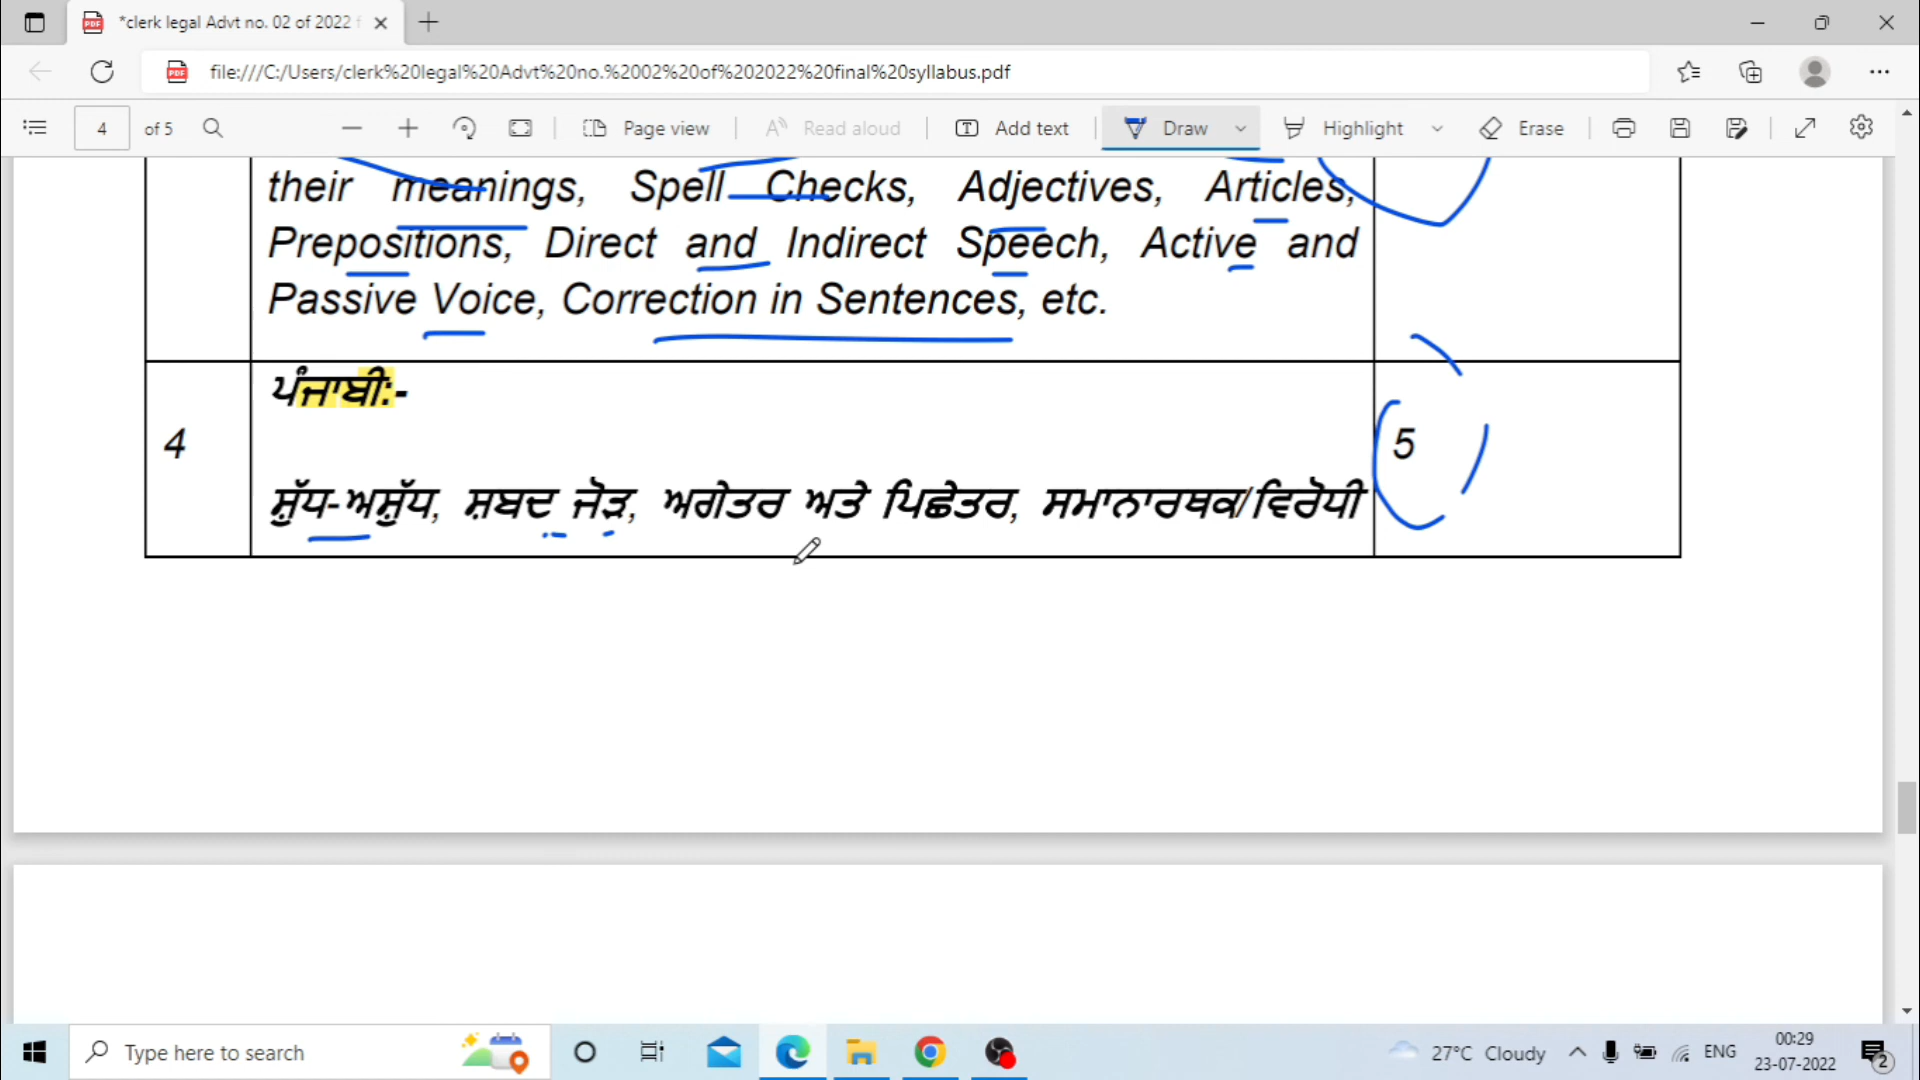 *clerk legal Advt no. 02 of 2022 f
file:///C:/Users/clerk%20legal%20Advt%20no.%2002%20of%202022%20final%20syllabus.pdf
4 of 5 Page view Read aloud Add text Draw Highlight Erase
their meanings, Spell Checks, Adjectives, Articles,
Prepositions, Direct and Indirect Speech, Active and
Passive Voice, Correction in Sentences, etc.
ਪੰਜਾਬੀ:-
4 5
ਸ਼ੁੱਧ-ਅਸ਼ੁੱਧ, ਸ਼ਬਦ ਜੋੜ, ਅਗੇਤਰ ਅਤੇ ਪਿਛੇਤਰ, ਸਮਾਨਾਰਥਕ/ਵਿਰੋਧੀ
Type here to search 27°C Cloudy ENG 00:29
23-07-2022 2